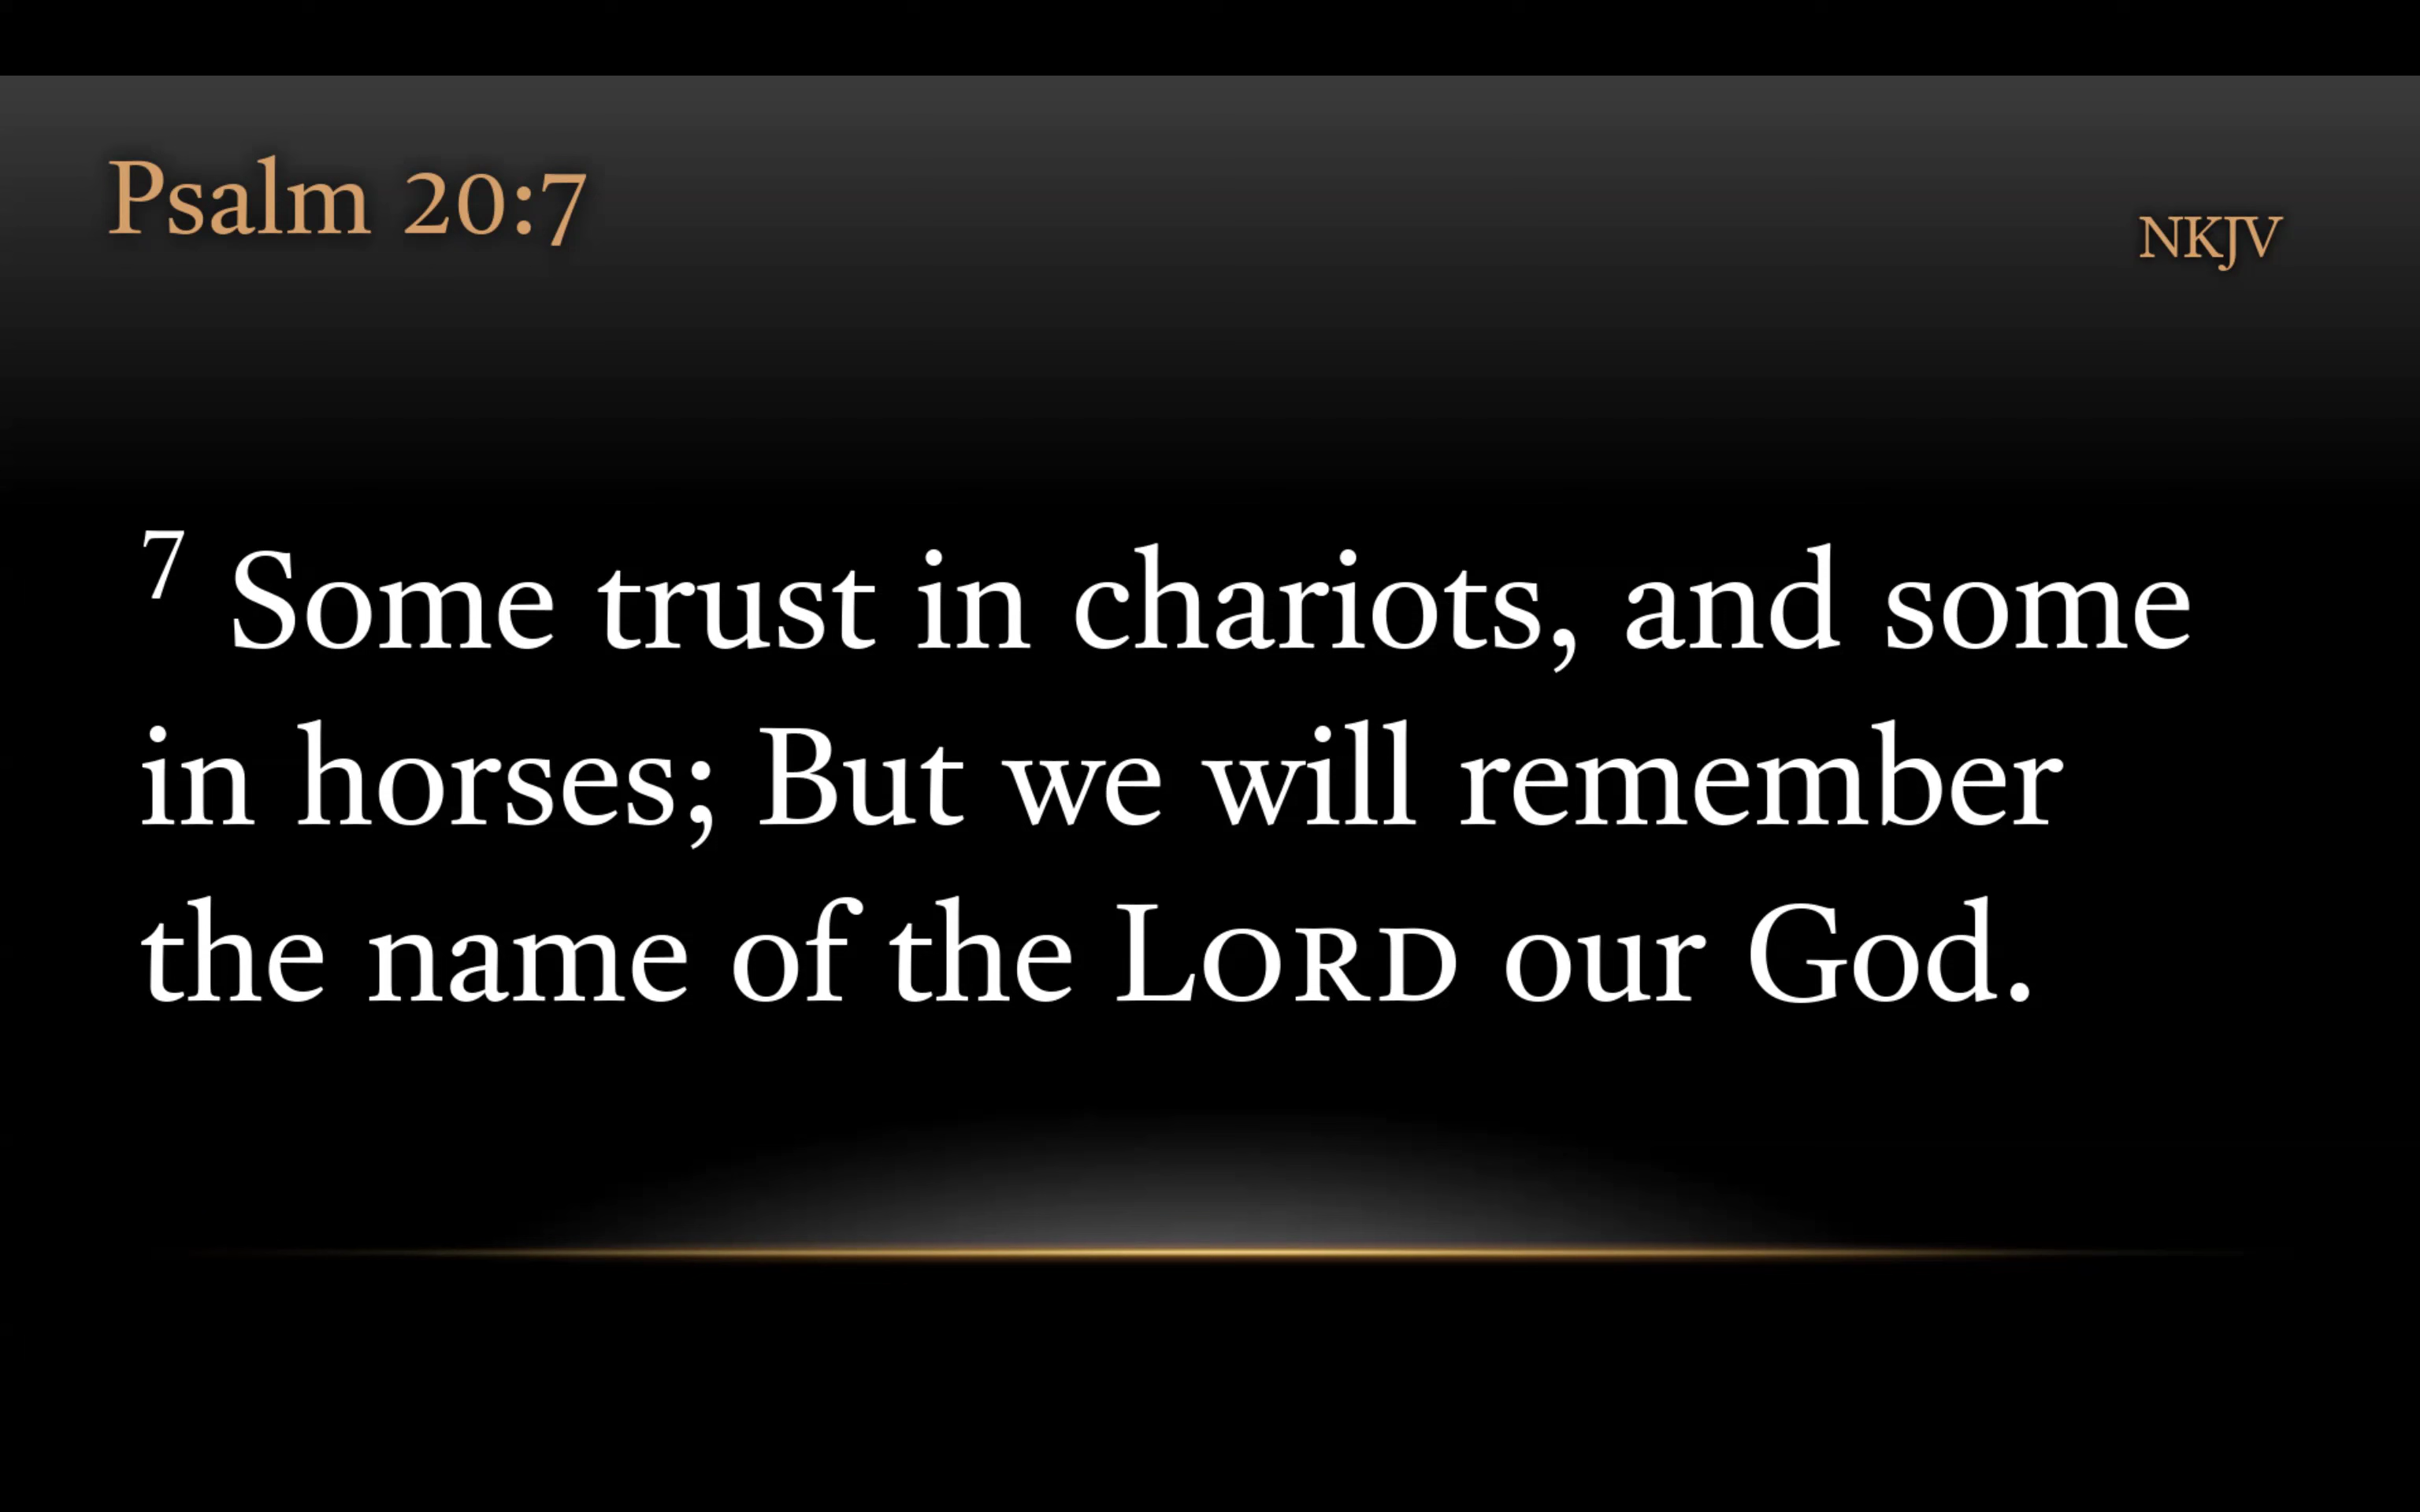 Psalm 20:7
NKJV
7 Some trust in chariots, and some
in horses; But we will remember
the name of the LORD our God.